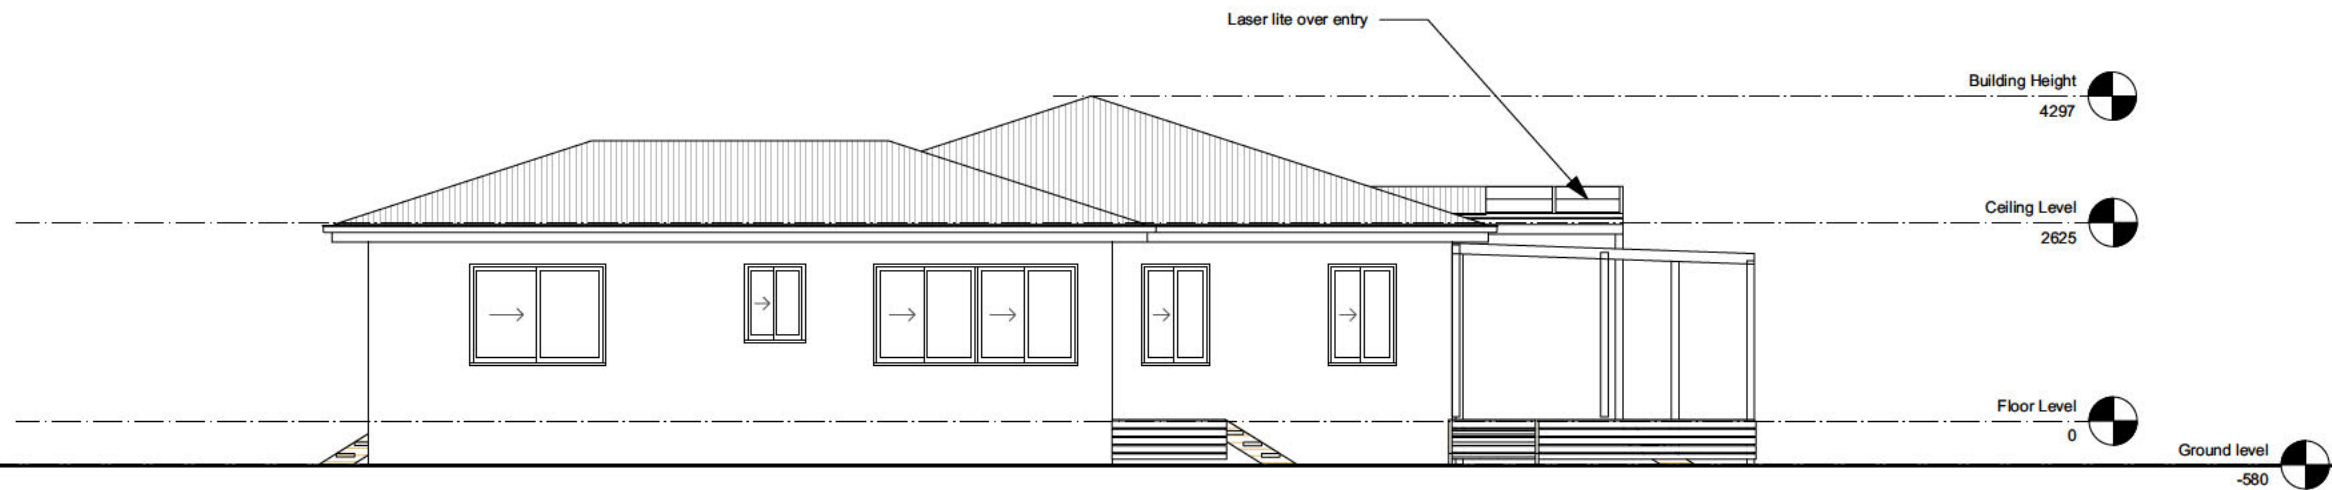 Laser lite over entry
Building Height
4297
Ceiling Level
2625
Floor Level
0
Ground level
-580